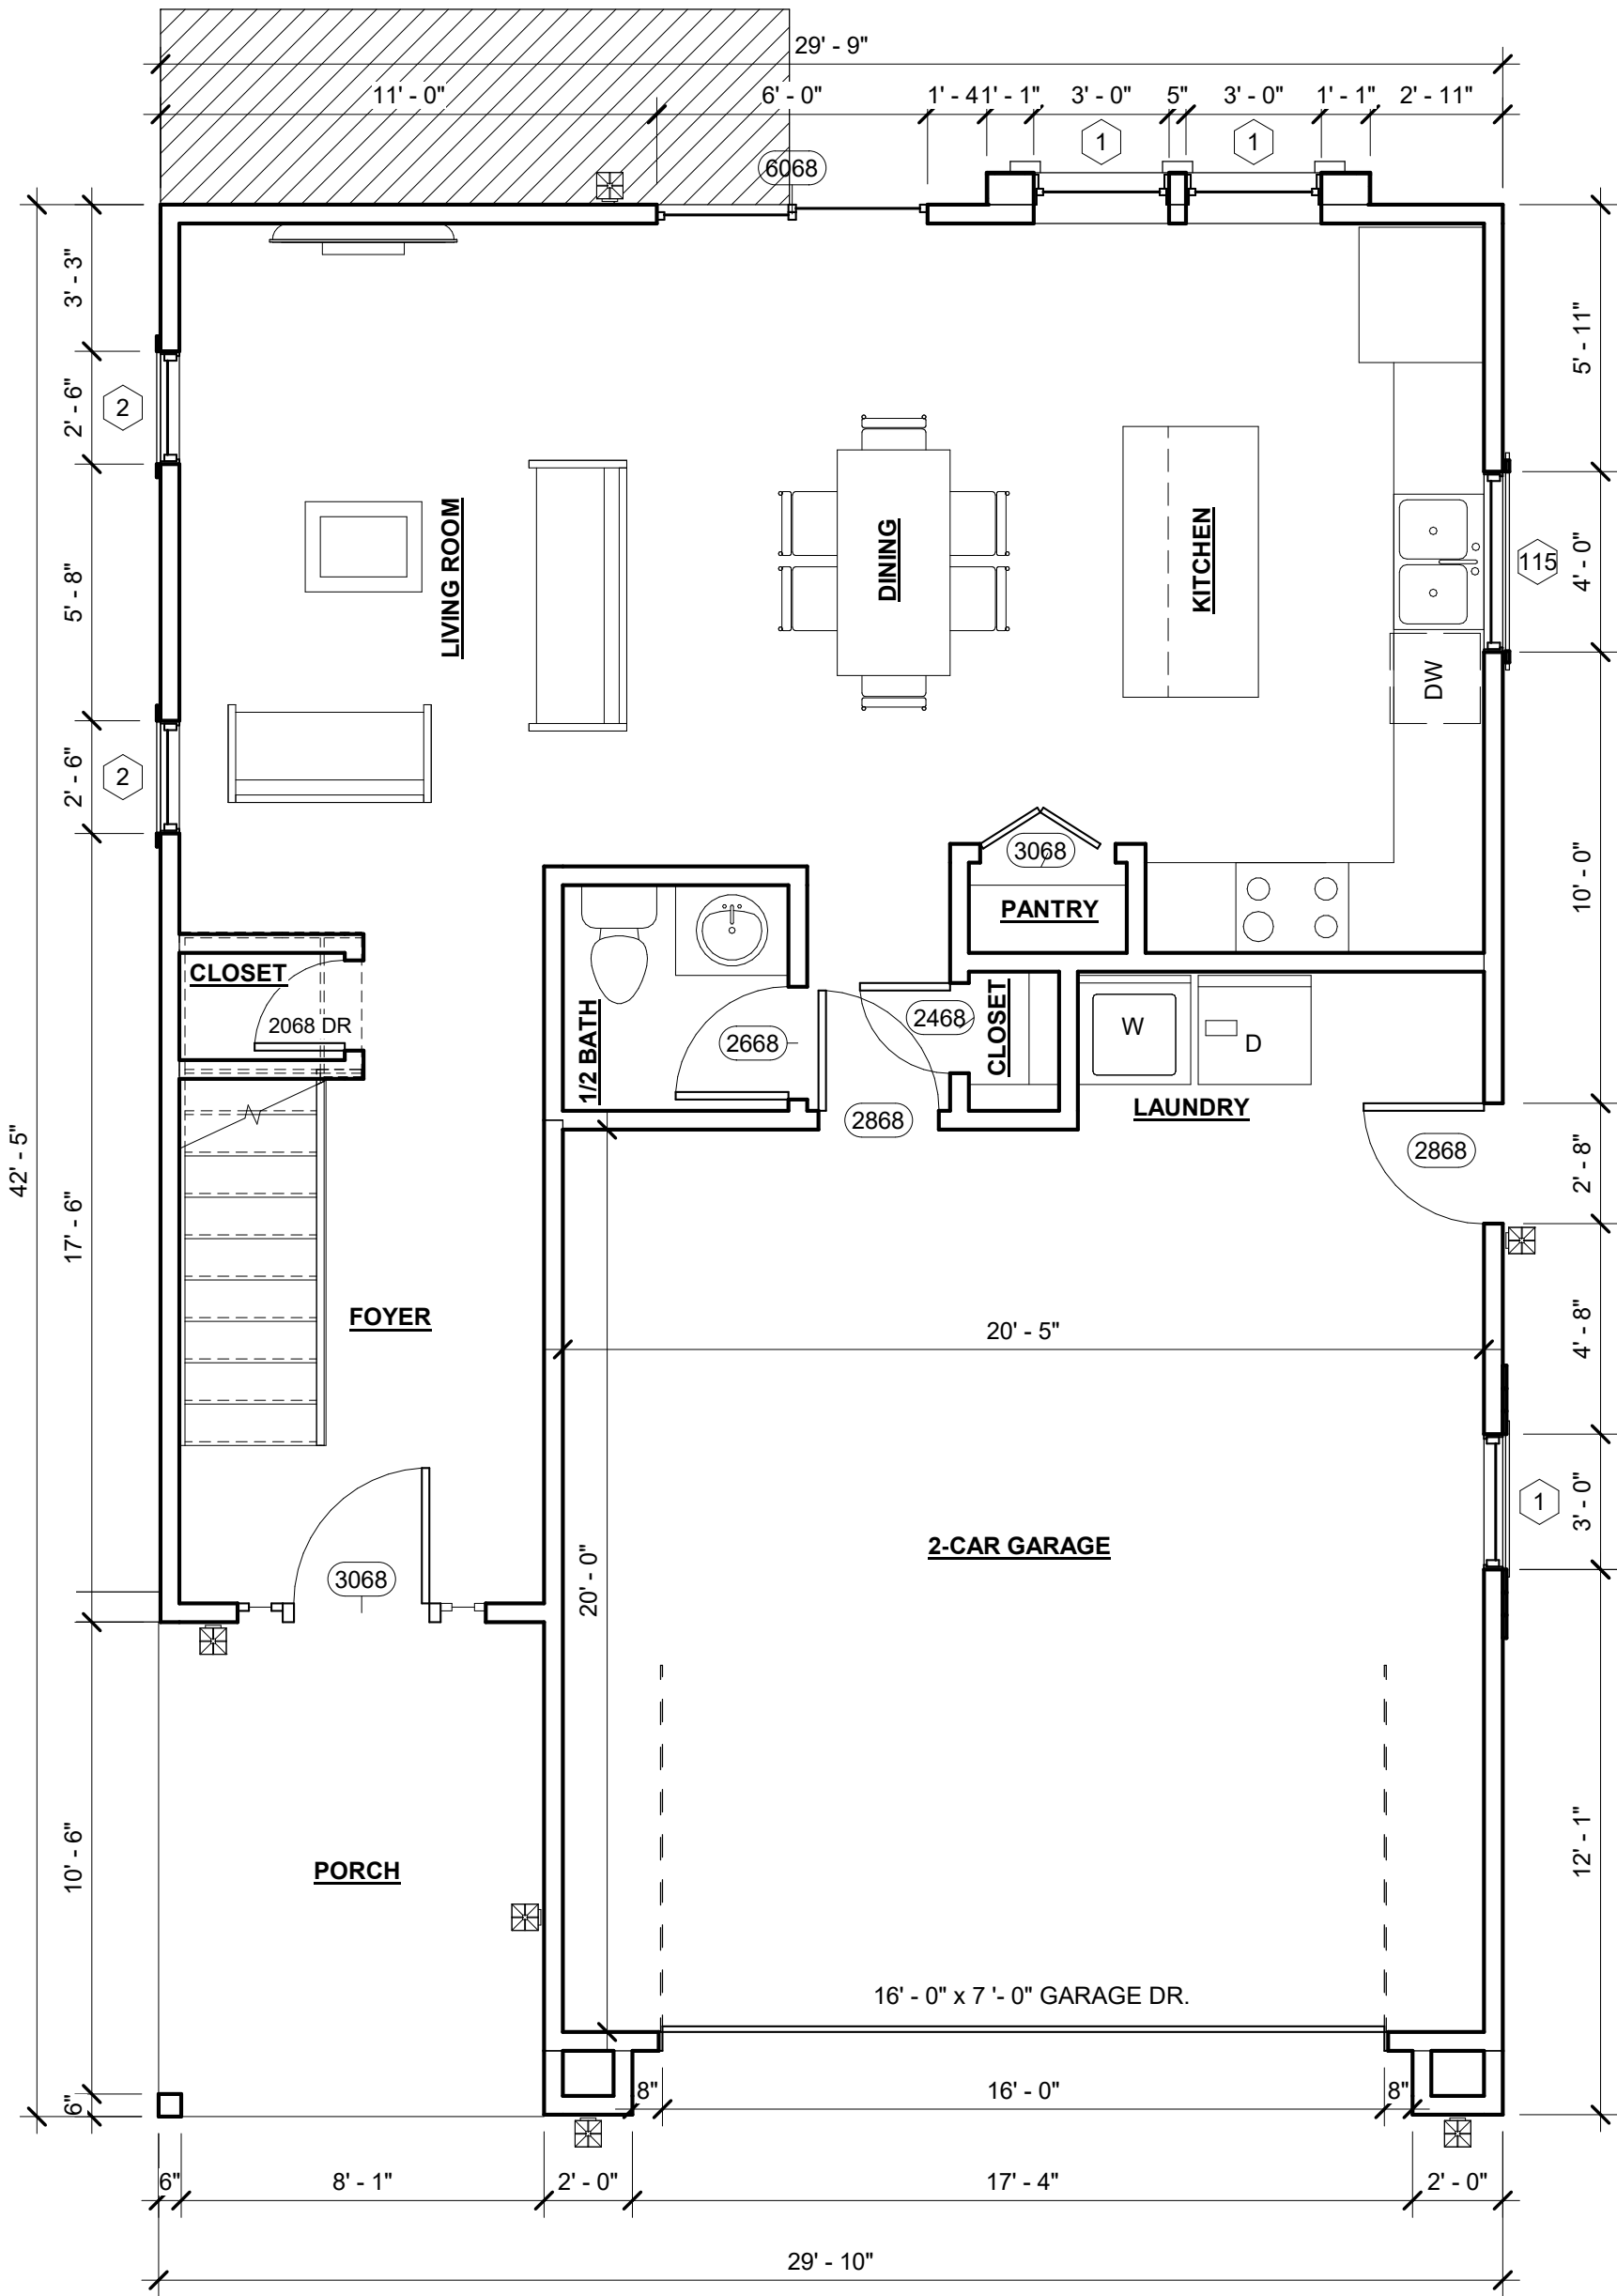 29' - 9"
11' - 0"
6' - 0"
1' - 4
1' - 1"
3' - 0"
5"
3' - 0"
1' - 1"
2' - 11"
1
1
6068
3' - 3"
2' - 6"
2
5' - 8"
2' - 6"
2
17' - 6"
42' - 5"
10' - 6"
6"
5' - 11"
4' - 0"
115
10' - 0"
2' - 8"
4' - 8"
3' - 0"
1
12' - 1"
LIVING ROOM
DINING
KITCHEN
DW
3068
PANTRY
CLOSET
2068 DR
1/2 BATH
2668
2468
CLOSET
W
D
2868
LAUNDRY
2868
FOYER
20' - 5"
2-CAR GARAGE
20' - 0"
3068
PORCH
16' - 0" x 7 '- 0" GARAGE DR.
8"
16' - 0"
8"
6"
8' - 1"
2' - 0"
17' - 4"
2' - 0"
29' - 10"